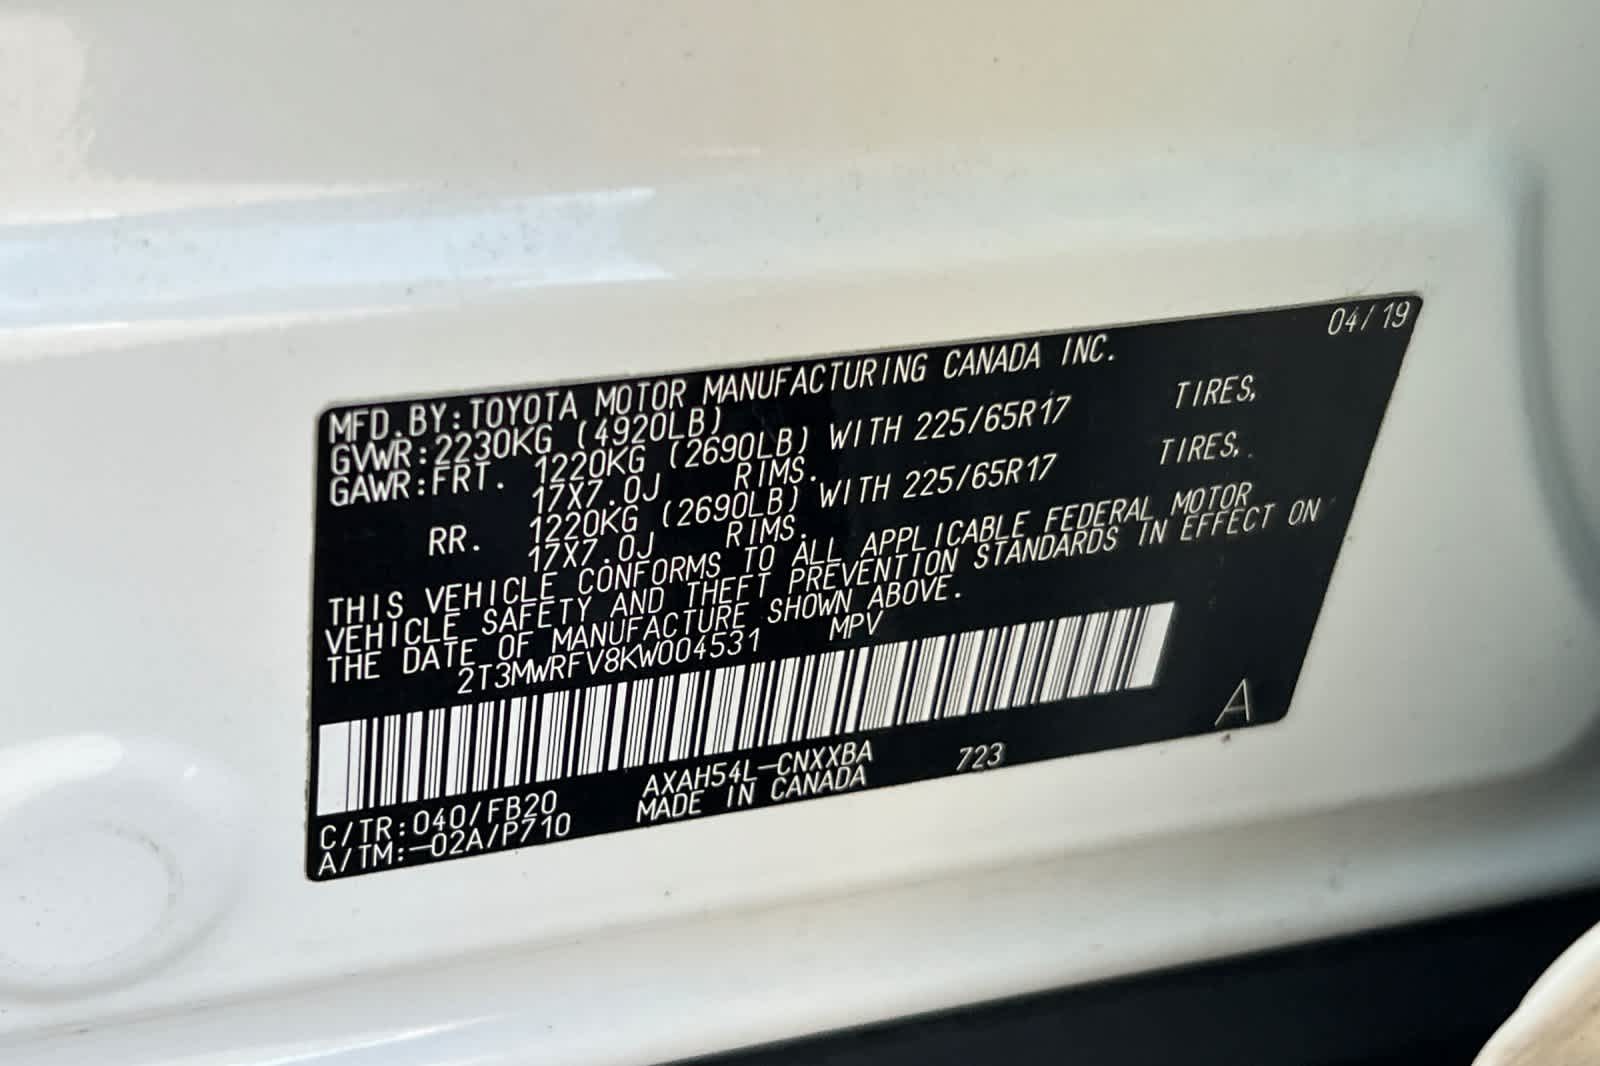 04/19
MFD.BY:TOYOTA MOTOR MANUFACTURING CANADA INC.
GVWR:2230KG (4920LB)
GAWR:FRT. 1220KG (2690LB) WITH 225/65R17 TIRES,
17X7.0J RIMS.
RR. 1220KG (2690LB) WITH 225/65R17 TIRES,.
17X7.0J RIMS.
THIS VEHICLE CONFORMS TO ALL APPLICABLE FEDERAL MOTOR
VEHICLE SAFETY AND THEFT PREVENTION STANDARDS IN EFFECT ON
THE DATE OF MANUFACTURE SHOWN ABOVE.
2T3MWRFV8KW004531 MPV
A
C/TR:040/FB20 AXAH54L-CNXXBA 723
A/TM:-02A/P710 MADE IN CANADA